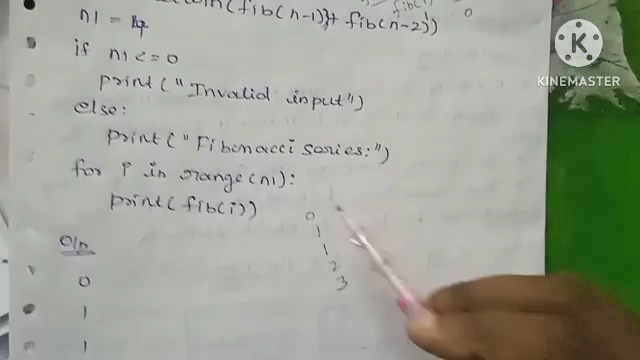 (fib(n-1)+ fib(n-2))
0
n1 =
if n1 <= 0
print("Invalid input")
else:
print("Fibonacci series:")
for i in range(n1):
print(fib(i))
0
1
1
2
3
O/p
0
1
1
KINEMASTER